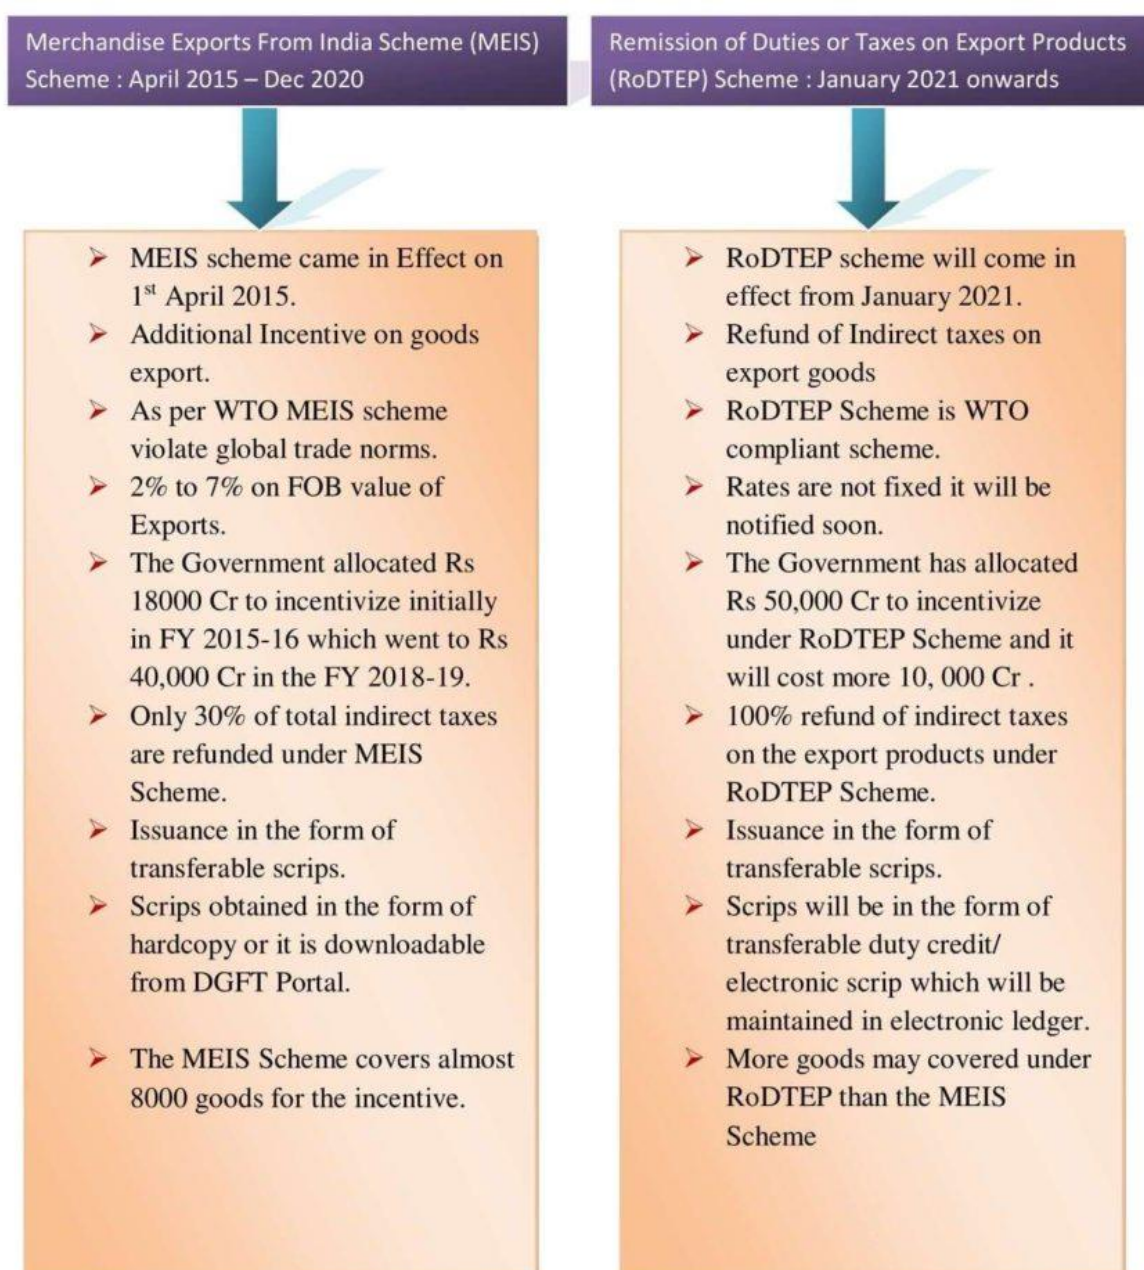 Merchandise Exports From India Scheme (MEIS)
Scheme : April 2015 – Dec 2020
MEIS scheme came in Effect on
1st April 2015.
Additional Incentive on goods
export.
As per WTO MEIS scheme
violate global trade norms.
2% to 7% on FOB value of
Exports.
The Government allocated Rs
18000 Cr to incentivize initially
in FY 2015-16 which went to Rs
40,000 Cr in the FY 2018-19.
Only 30% of total indirect taxes
are refunded under MEIS
Scheme.
Issuance in the form of
transferable scrips.
Scrips obtained in the form of
hardcopy or it is downloadable
from DGFT Portal.
The MEIS Scheme covers almost
8000 goods for the incentive.
Remission of Duties or Taxes on Export Products
(RoDTEP) Scheme : January 2021 onwards
RoDTEP scheme will come in
effect from January 2021.
Refund of Indirect taxes on
export goods
RoDTEP Scheme is WTO
compliant scheme.
Rates are not fixed it will be
notified soon.
The Government has allocated
Rs 50,000 Cr to incentivize
under RoDTEP Scheme and it
will cost more 10, 000 Cr .
100% refund of indirect taxes
on the export products under
RoDTEP Scheme.
Issuance in the form of
transferable scrips.
Scrips will be in the form of
transferable duty credit/
electronic scrip which will be
maintained in electronic ledger.
More goods may covered under
RoDTEP than the MEIS
Scheme